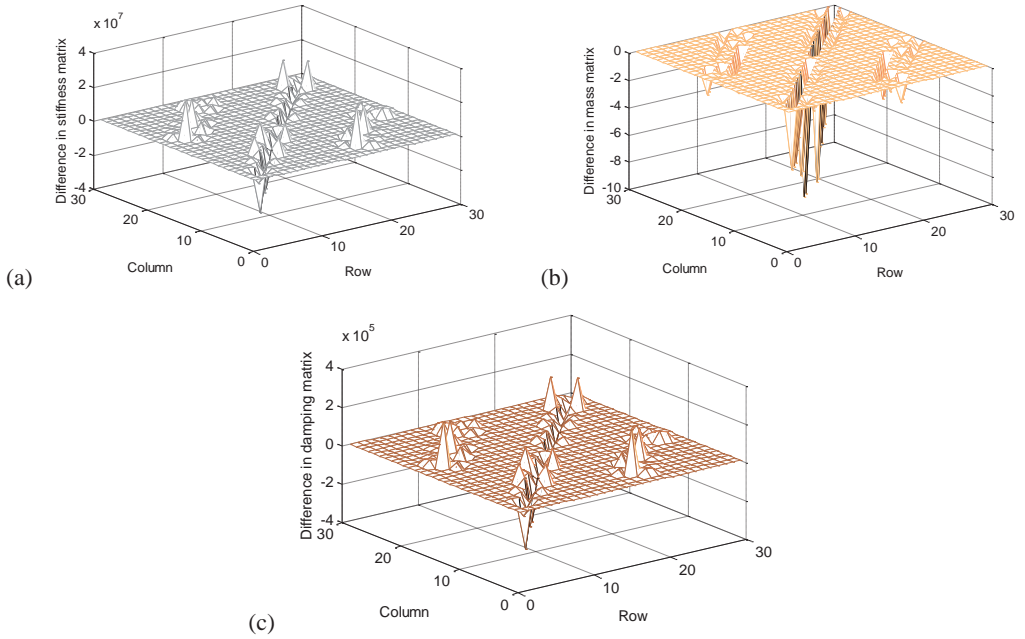 x 10^7
4
2
0
-2
-4
30
20
10
0
0
10
20
30
Difference in stiffness matrix
Column
Row
(a)
0
-2
-4
-6
-8
-10
30
20
10
0
0
10
20
30
Difference in mass matrix
Column
Row
(b)
x 10^5
4
2
0
-2
-4
30
20
10
0
0
10
20
30
Difference in damping matrix
Column
Row
(c)